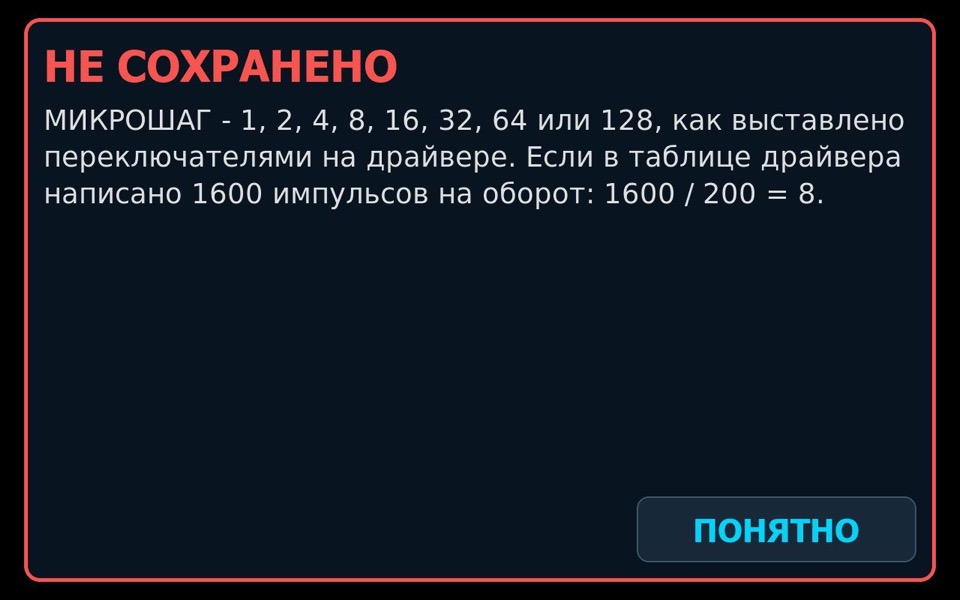 НЕ СОХРАНЕНО
МИКРОШАГ - 1, 2, 4, 8, 16, 32, 64 или 128, как выставлено
переключателями на драйвере. Если в таблице драйвера
написано 1600 импульсов на оборот: 1600 / 200 = 8.
ПОНЯТНО